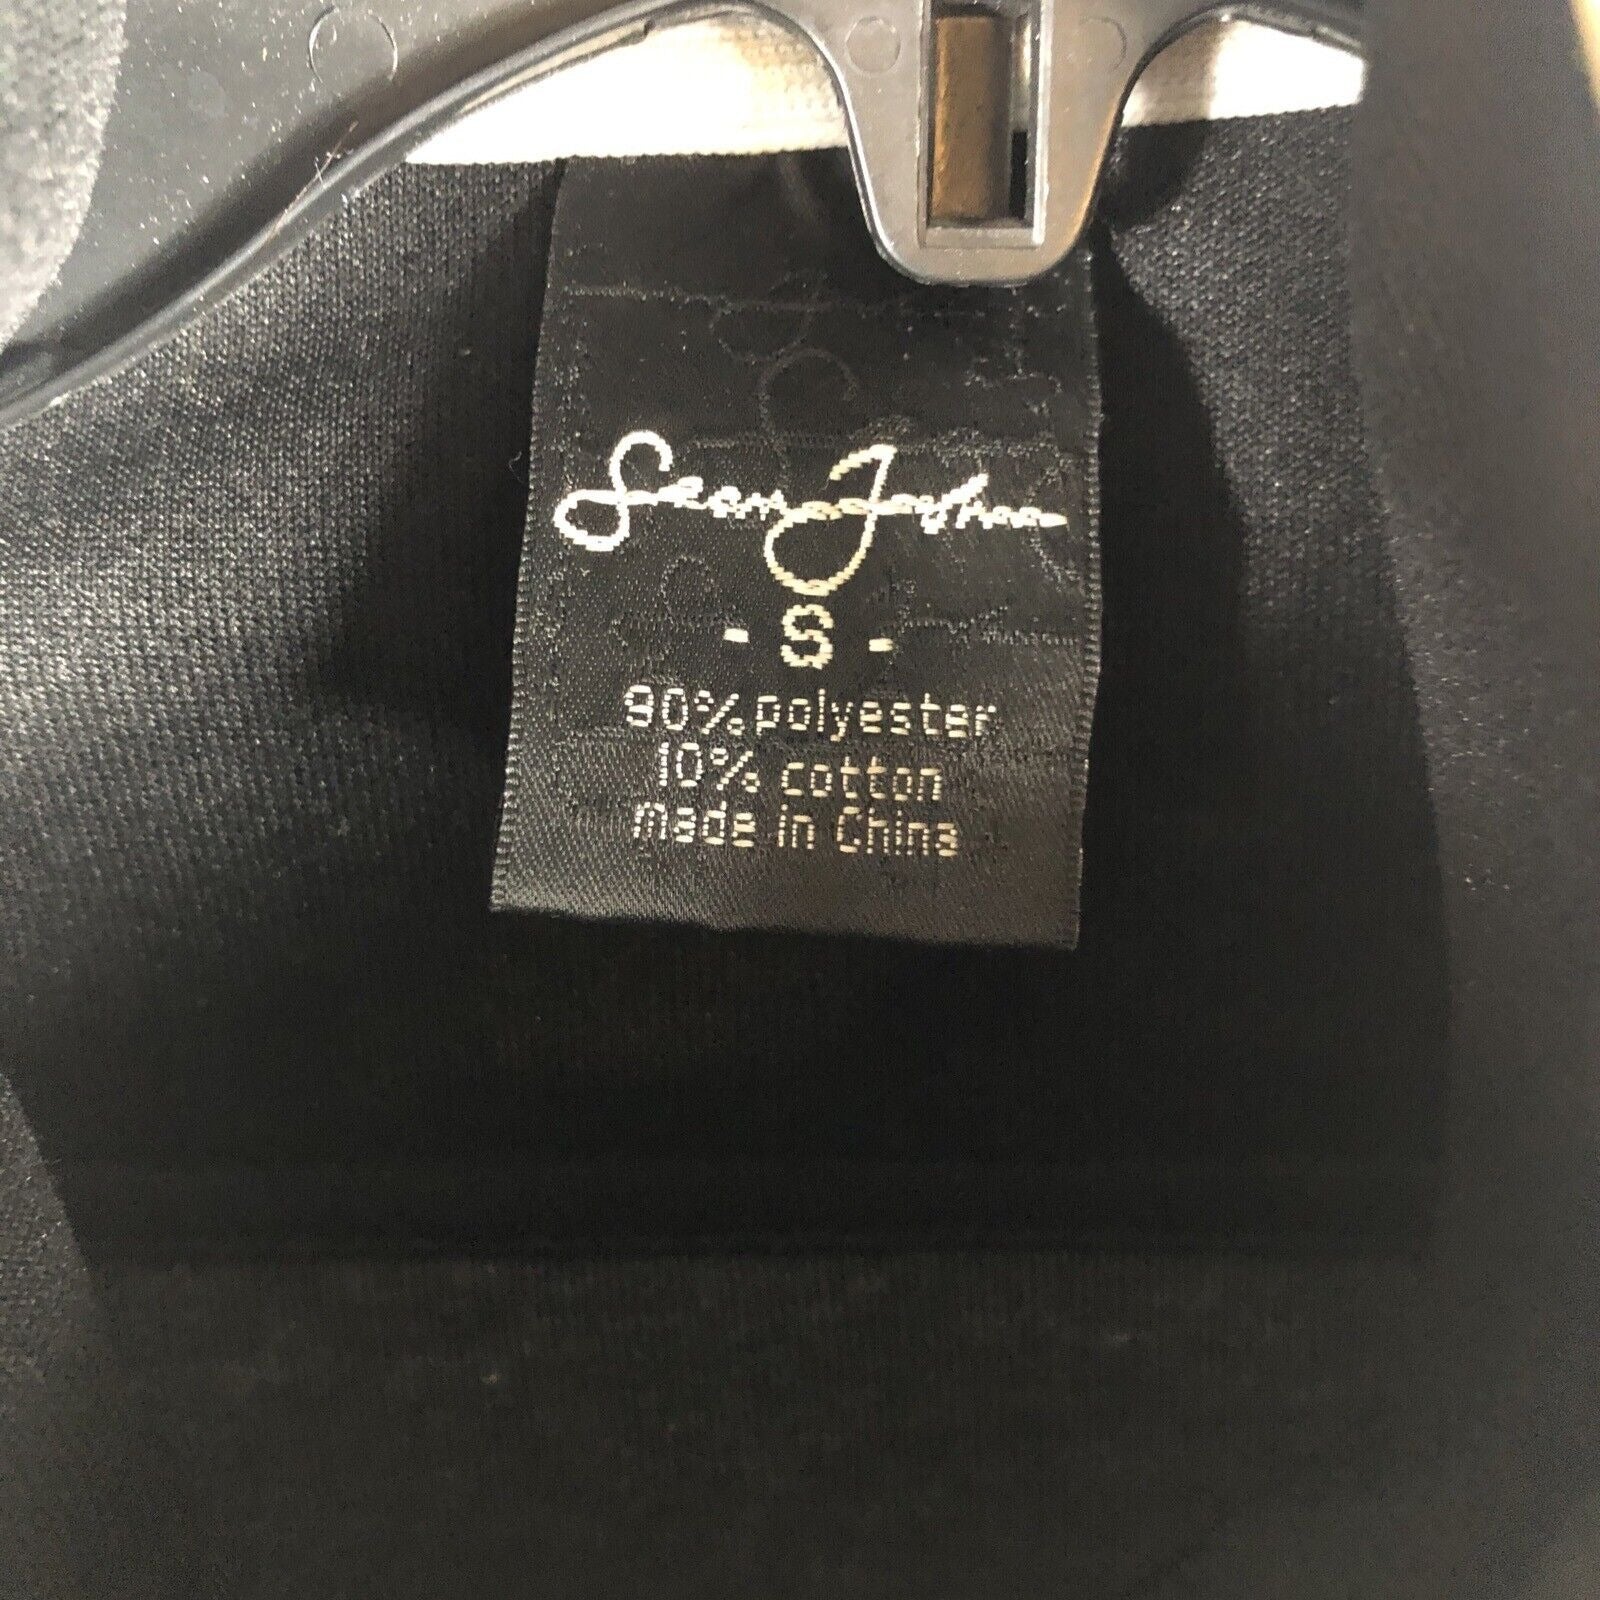 Sean John
- S -
90% polyester
10% cotton
made in China